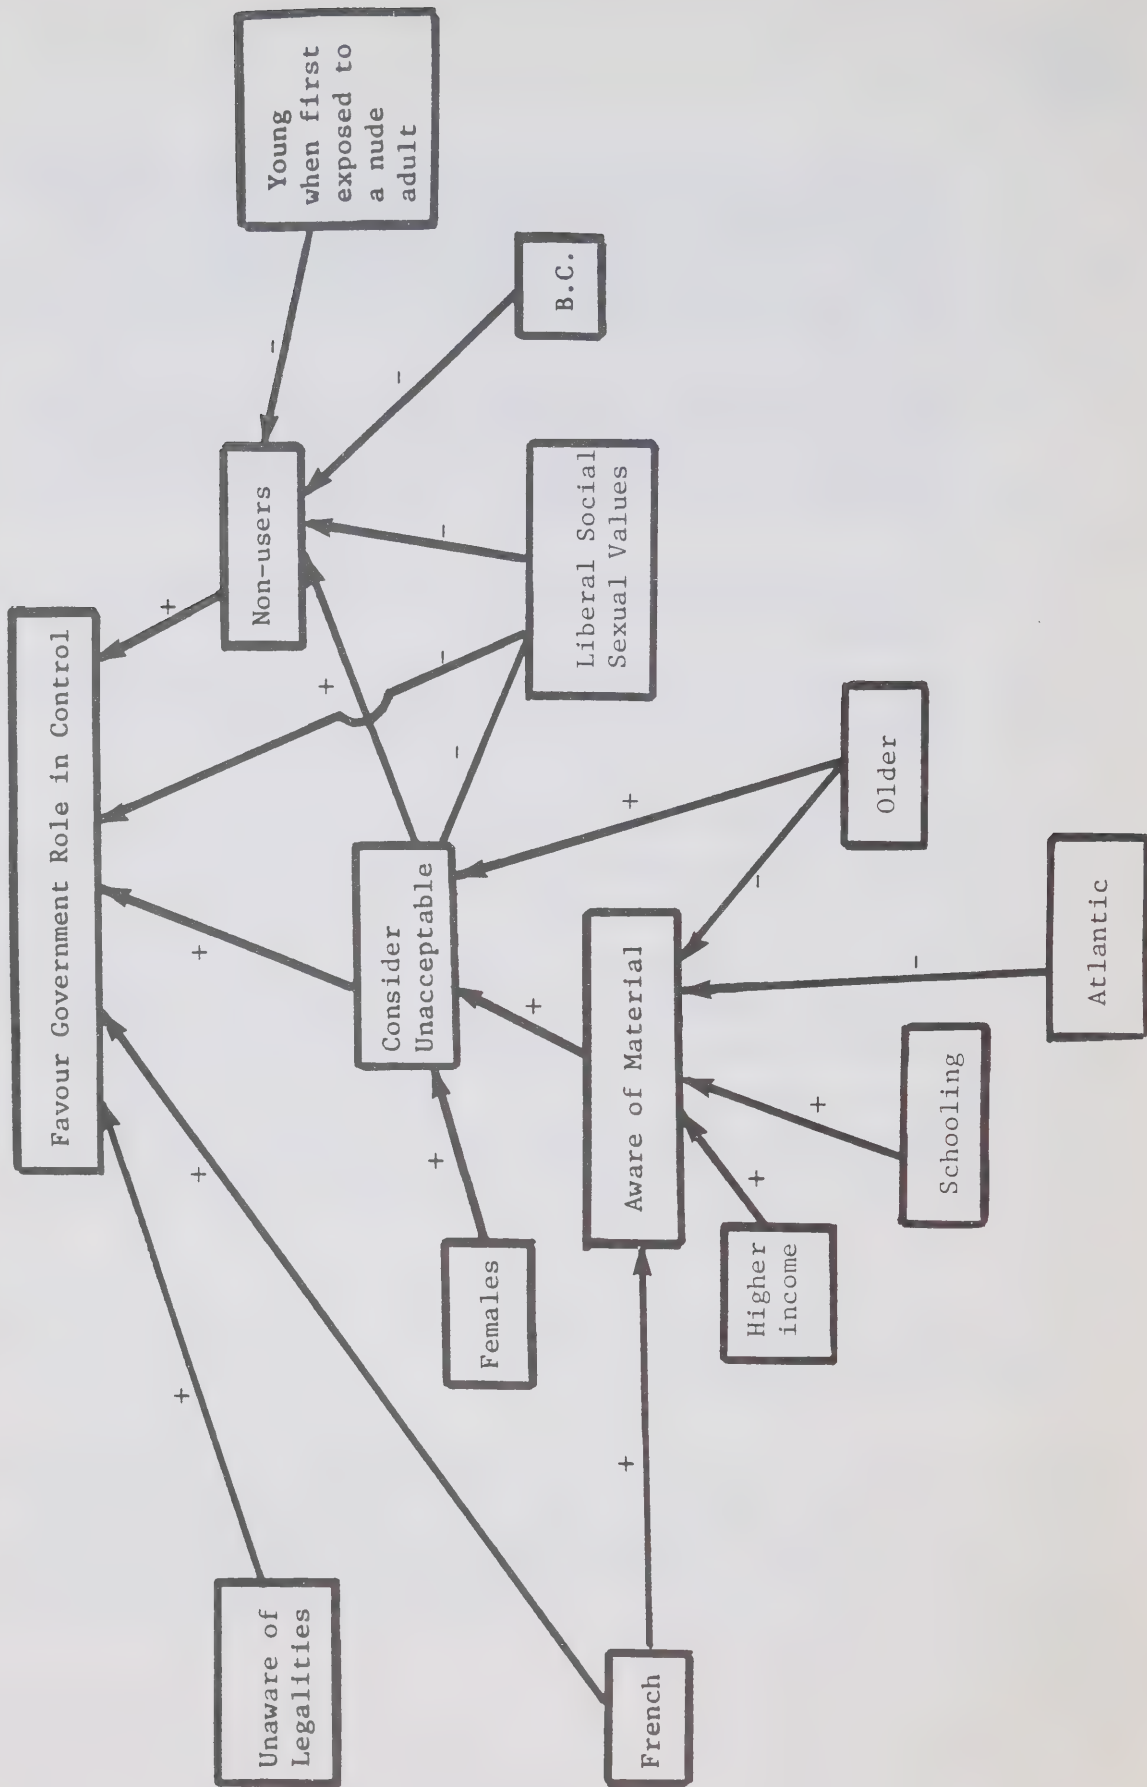 Favour Government Role in Control
Unaware of
Legalities
+
+
+
-
+
Non-users
-
Young
when first
exposed to
a nude
adult
-
-
+
-
Consider
Unacceptable
B.C.
Liberal Social
Sexual Values
Females
+
+
+
French
+
Aware of Material
-
Older
Higher
income
+
+
-
Schooling
Atlantic